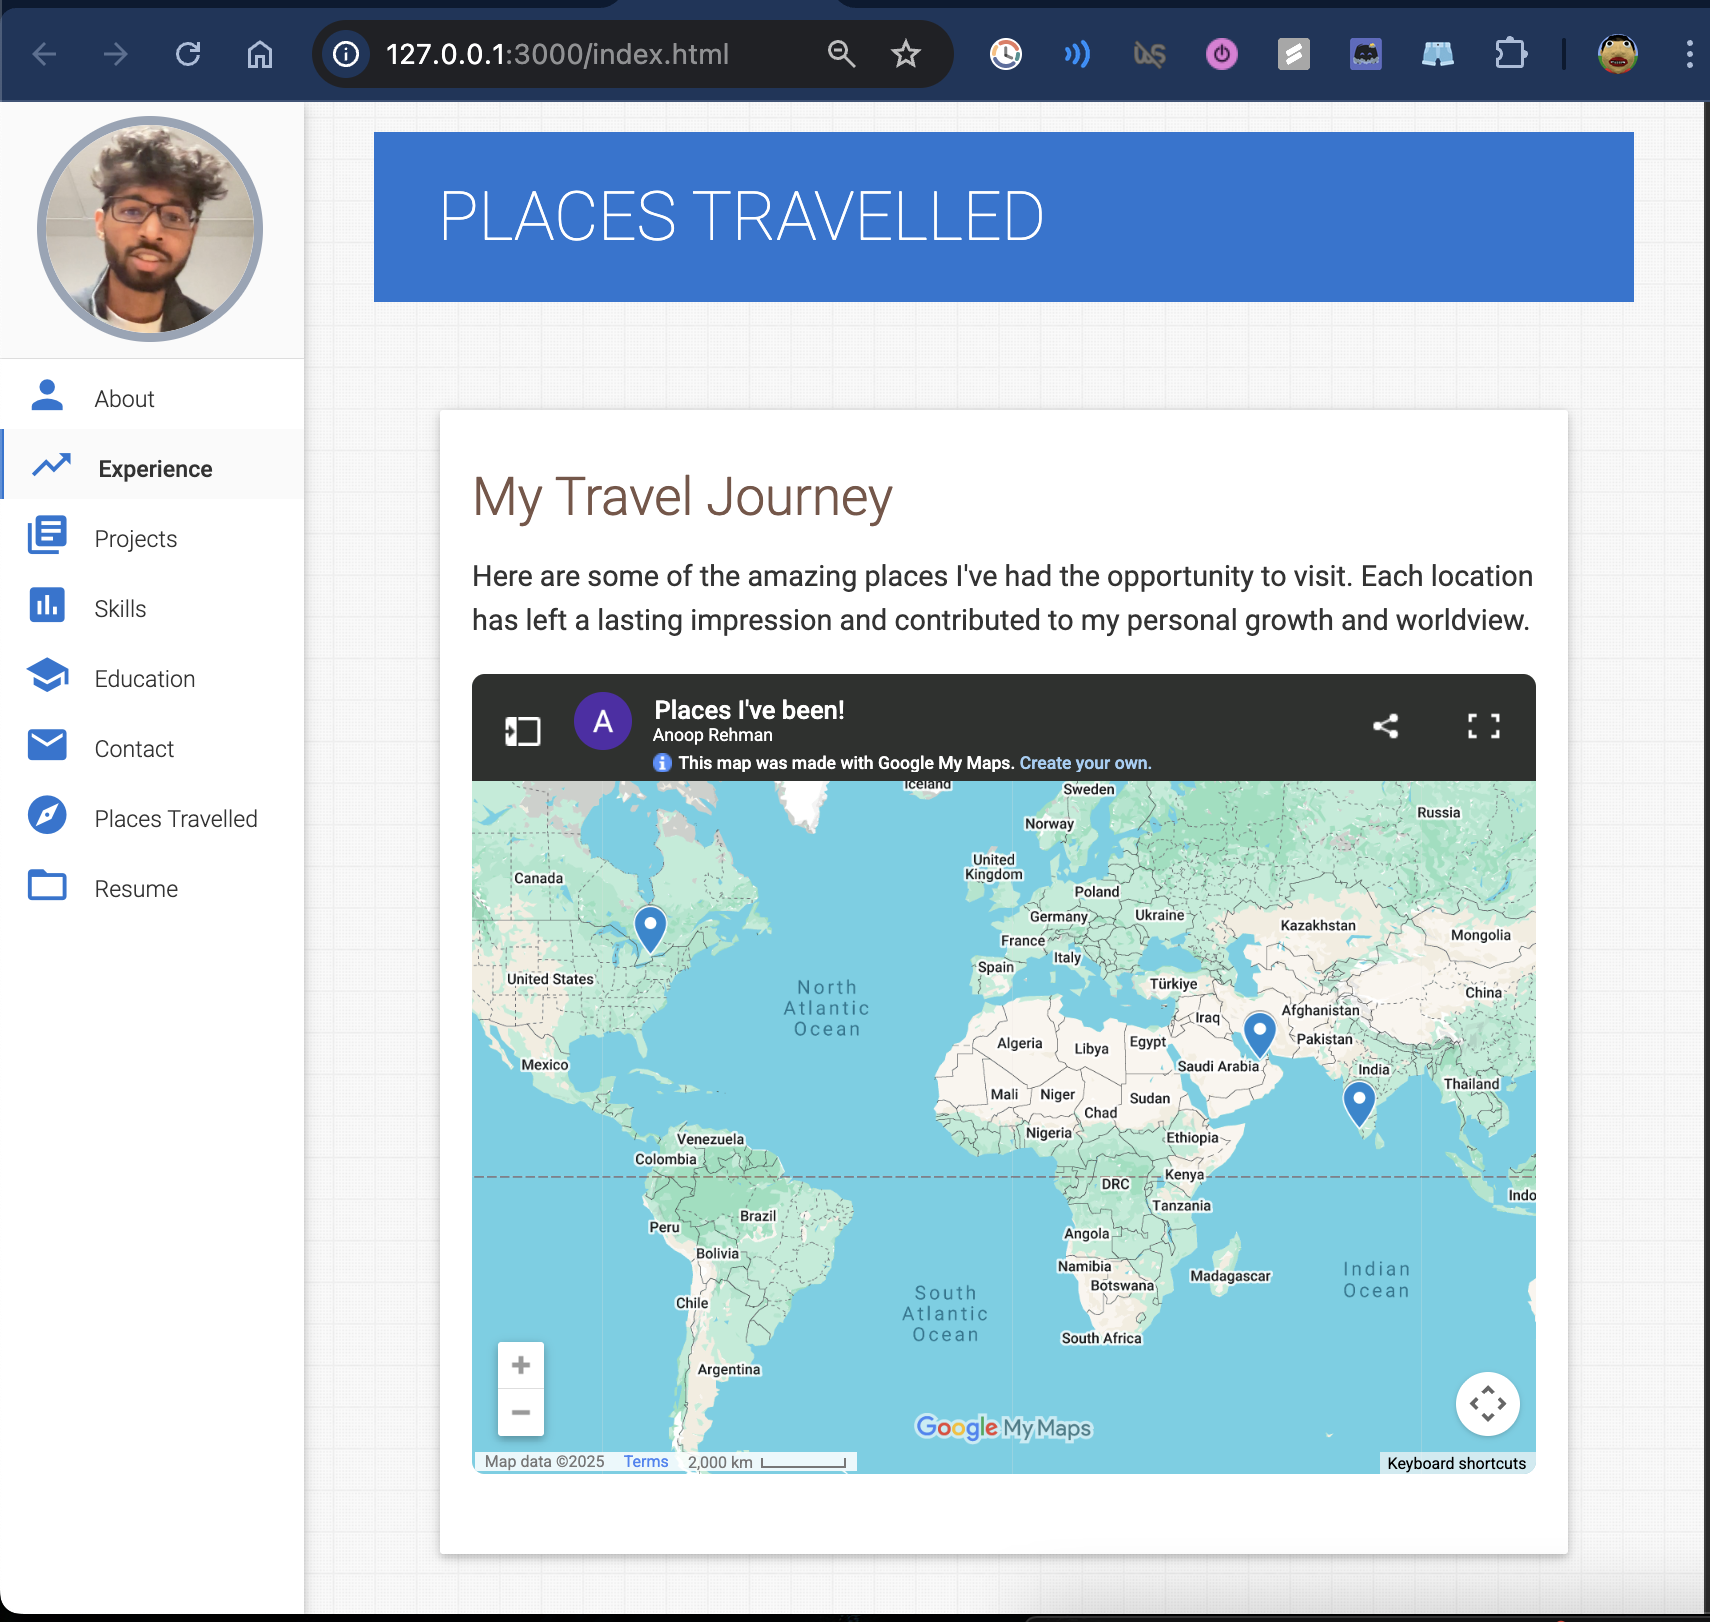 127.0.0.1:3000/index.html
About
Experience
Projects
Skills
Education
Contact
Places Travelled
Resume
PLACES TRAVELLED
My Travel Journey
Here are some of the amazing places I've had the opportunity to visit. Each location
has left a lasting impression and contributed to my personal growth and worldview.
A
Places I've been!
Anoop Rehman
This map was made with Google My Maps. Create your own.
Iceland
Sweden
Russia
Norway
United
Kingdom
Canada
Poland
Germany
Ukraine
Kazakhstan
Mongolia
France
Italy
Spain
United States
Türkiye
China
North
Atlantic
Ocean
Iraq
Afghanistan
Pakistan
Algeria
Libya
Egypt
Mexico
Saudi Arabia
India
Thailand
Mali
Niger
Sudan
Chad
Nigeria
Ethiopia
Venezuela
Colombia
DRC
Kenya
Indo
Tanzania
Brazil
Peru
Angola
Bolivia
Namibia
Botswana
Madagascar
Indian
Ocean
South
Atlantic
Ocean
Chile
South Africa
Argentina
+
−
Google My Maps
Map data ©2025
Terms
2,000 km
Keyboard shortcuts